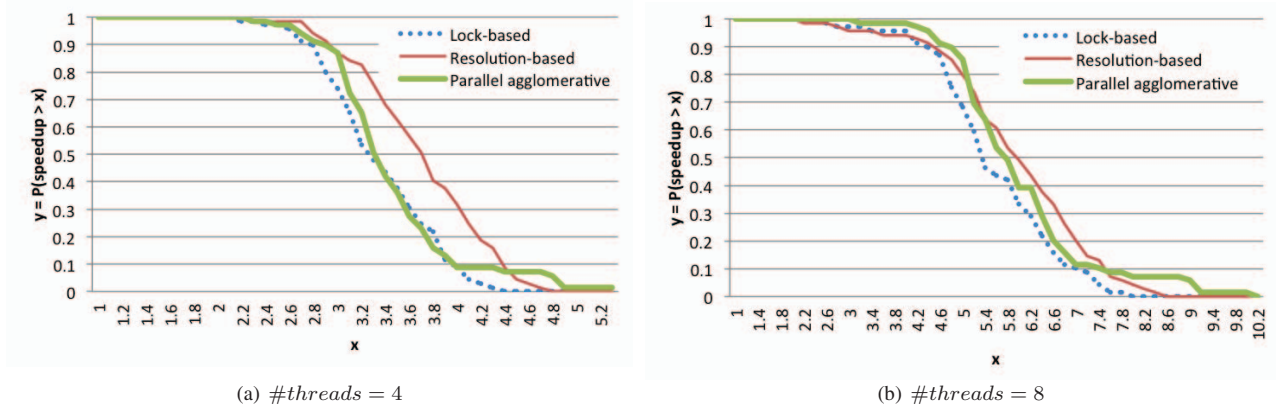 y = P(speedup > x)
1
0.9
0.8
0.7
0.6
0.5
0.4
0.3
0.2
0.1
0
Lock-based
Resolution-based
Parallel agglomerative
1 1.2 1.4 1.6 1.8 2 2.2 2.4 2.6 2.8 3 3.2 3.4 3.6 3.8 4 4.2 4.4 4.6 4.8 5 5.2
x
(a) #threads = 4
y = P(speedup > x)
1
0.9
0.8
0.7
0.6
0.5
0.4
0.3
0.2
0.1
0
Lock-based
Resolution-based
Parallel agglomerative
1 1.4 1.8 2.2 2.6 3 3.4 3.8 4.2 4.6 5 5.4 5.8 6.2 6.6 7 7.4 7.8 8.2 8.6 9 9.4 9.8 10.2
x
(b) #threads = 8